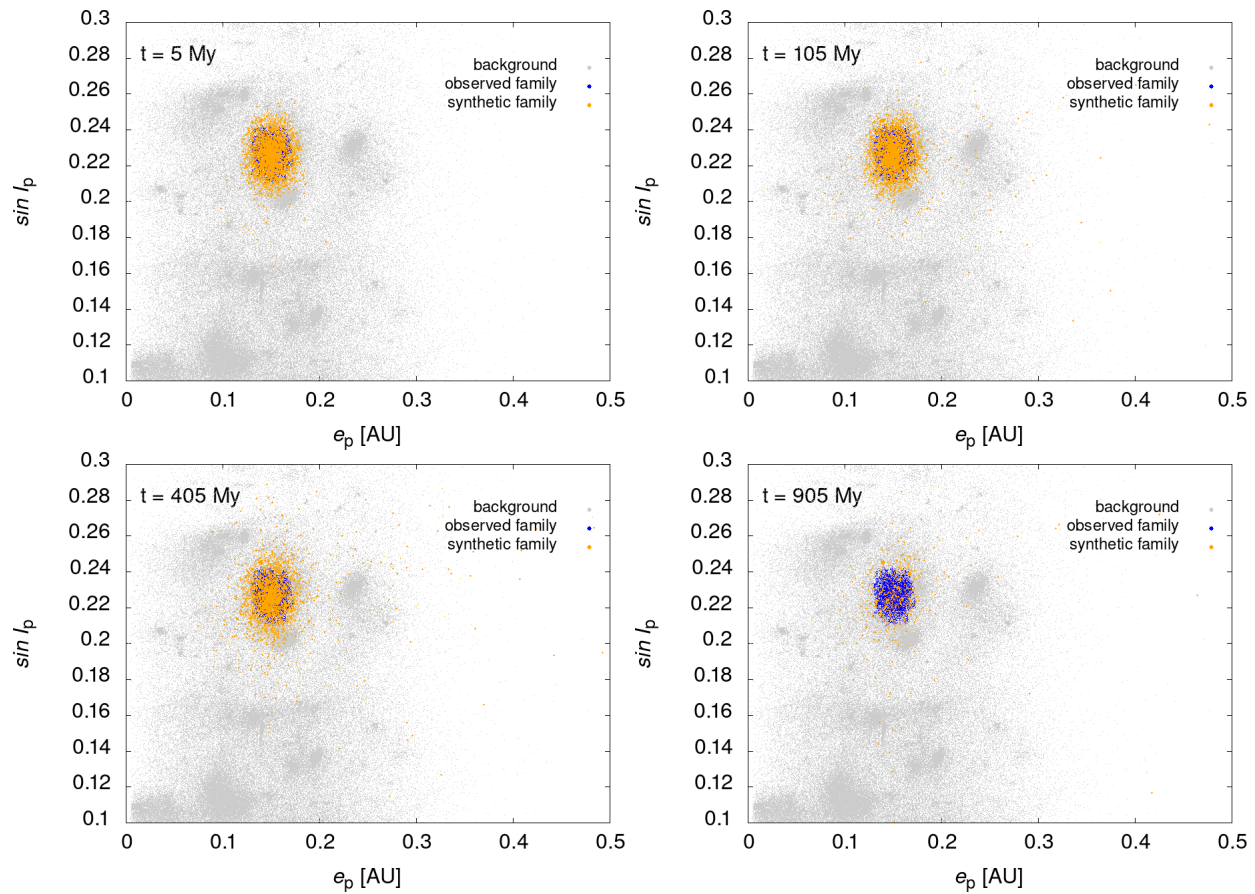 0.3
t = 5 My
background
0.28
observed family
0.26
synthetic family
0.24
0.22
sin Ip
0.2
0.18
0.16
0.14
0.12
0.1
0 0.1 0.2 0.3 0.4 0.5
ep [AU]
0.3
t = 105 My
background
0.28
observed family
0.26
synthetic family
0.24
0.22
sin Ip
0.2
0.18
0.16
0.14
0.12
0.1
0 0.1 0.2 0.3 0.4 0.5
ep [AU]
0.3
t = 405 My
background
0.28
observed family
0.26
synthetic family
0.24
0.22
sin Ip
0.2
0.18
0.16
0.14
0.12
0.1
0 0.1 0.2 0.3 0.4 0.5
ep [AU]
0.3
t = 905 My
background
0.28
observed family
0.26
synthetic family
0.24
0.22
sin Ip
0.2
0.18
0.16
0.14
0.12
0.1
0 0.1 0.2 0.3 0.4 0.5
ep [AU]